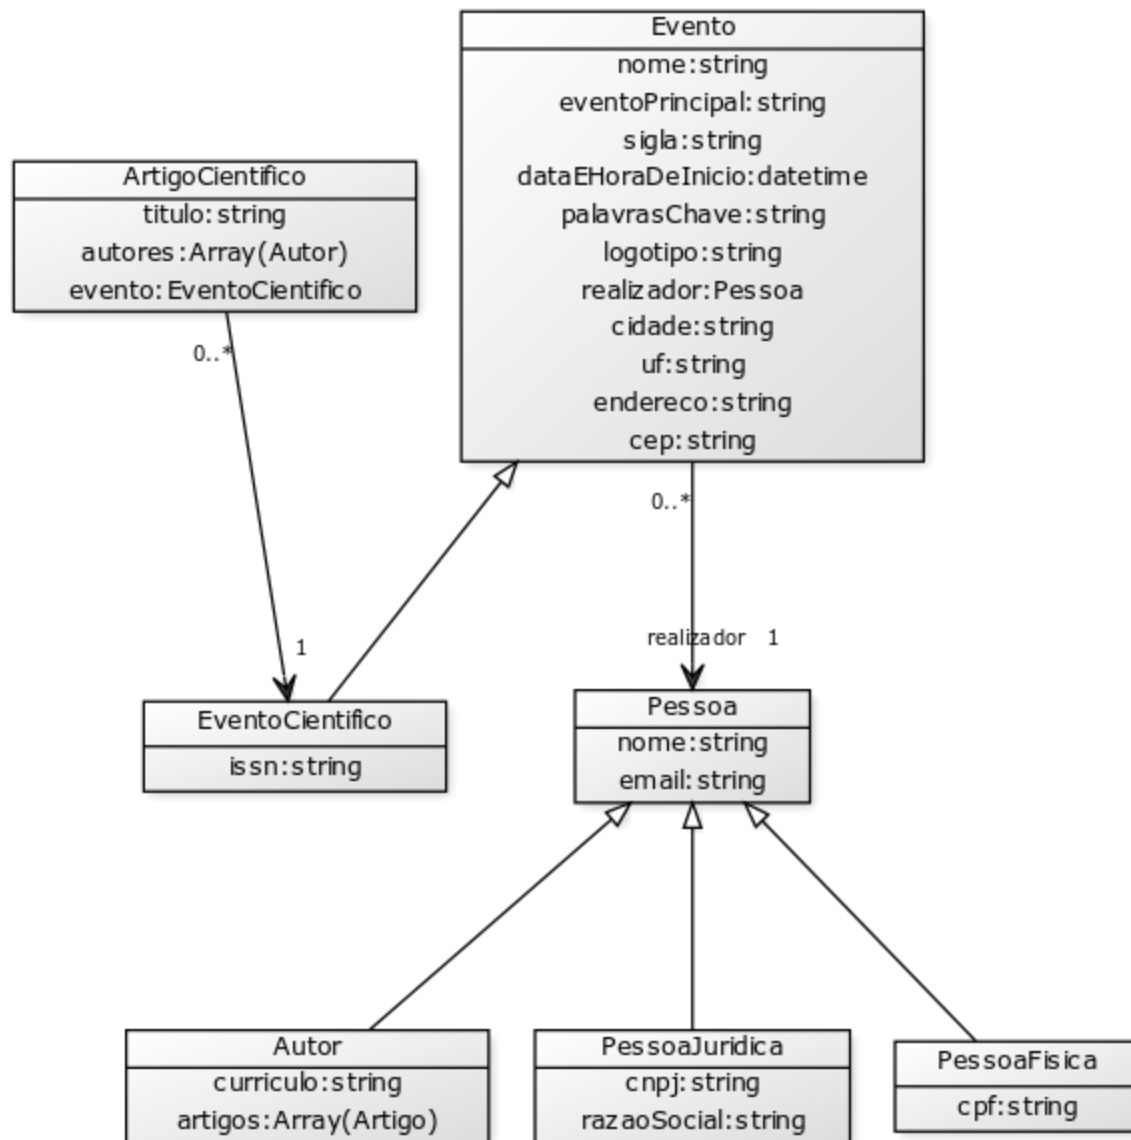 Evento
nome:string
eventoPrincipal:string
sigla:string
dataEHoraDeInicio:datetime
palavrasChave:string
logotipo:string
realizador:Pessoa
cidade:string
uf:string
endereco:string
cep:string
ArtigoCientifico
titulo:string
autores:Array(Autor)
evento:EventoCientifico
0..*
0..*
1
realizador 1
EventoCientifico
issn:string
Pessoa
nome:string
email:string
Autor
curriculo:string
artigos:Array(Artigo)
PessoaJuridica
cnpj:string
razaoSocial:string
PessoaFisica
cpf:string